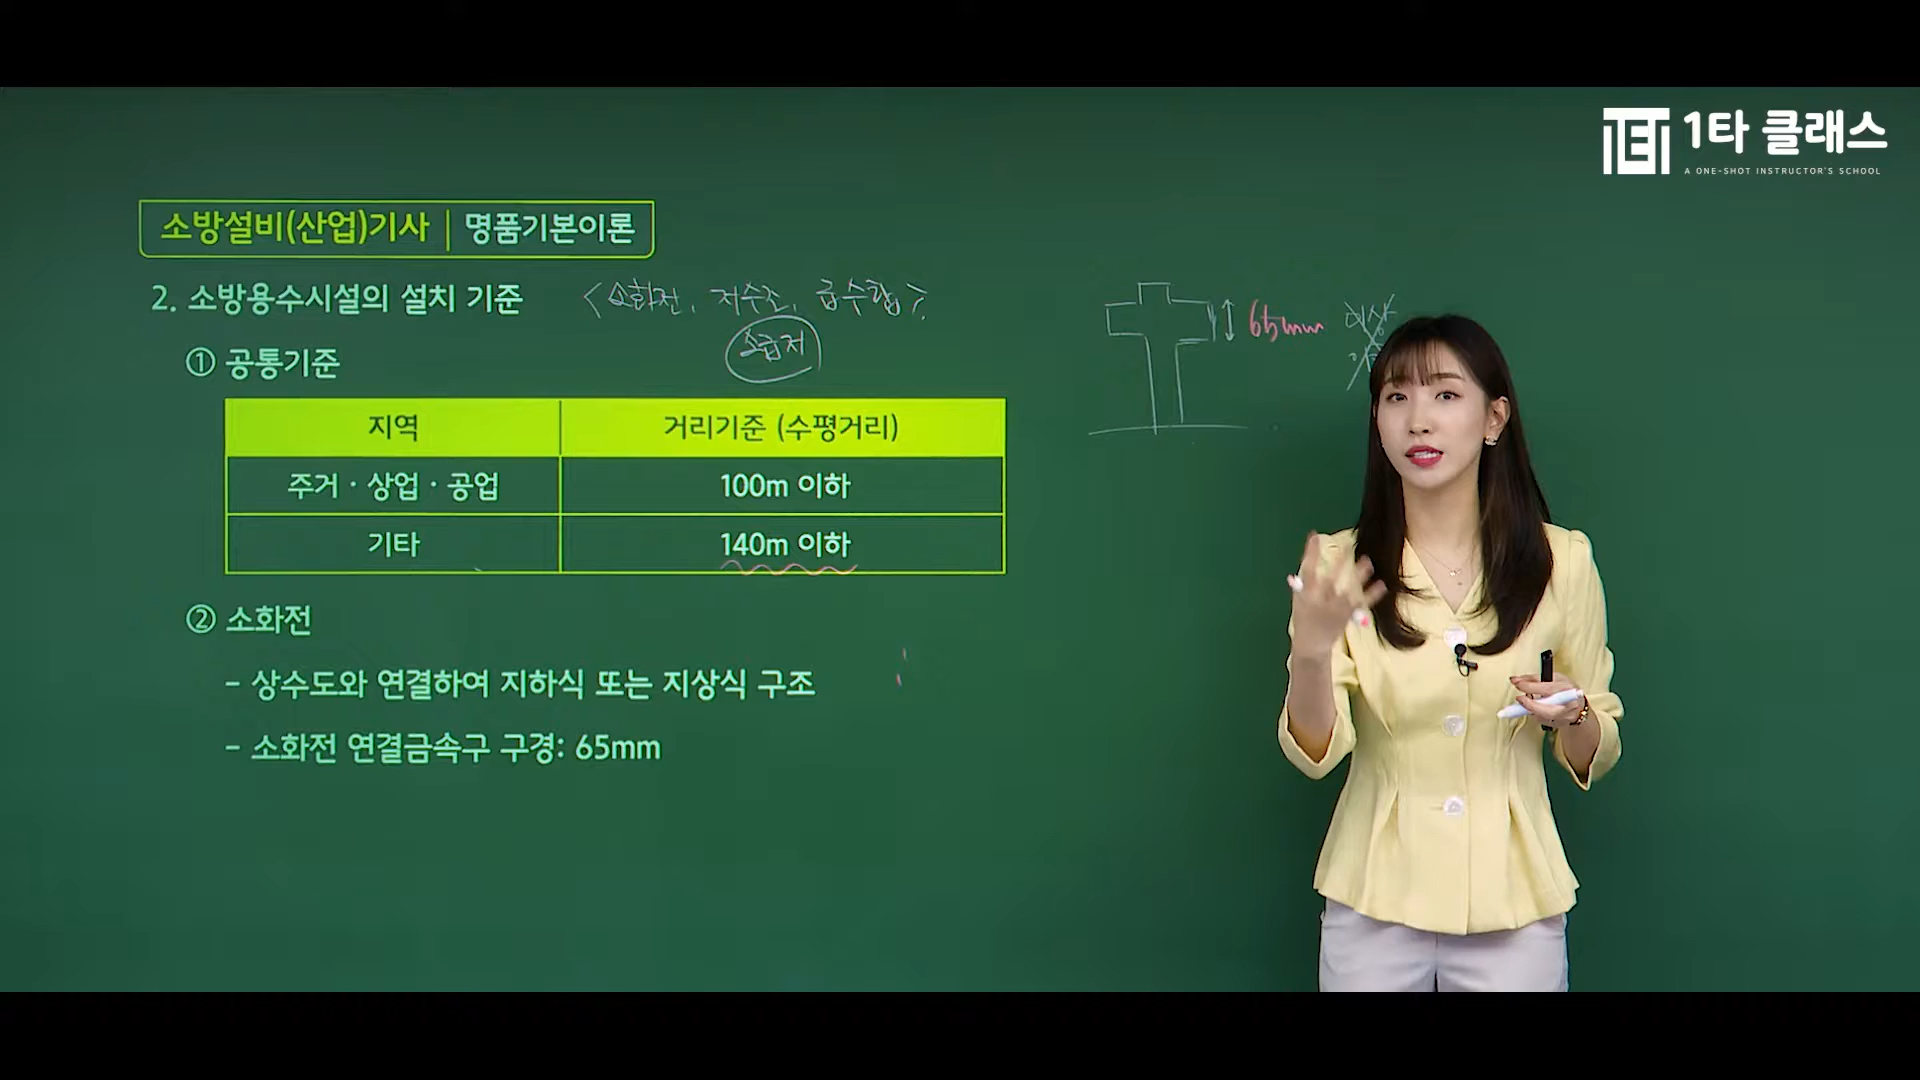 1타 클래스
A ONE-SHOT INSTRUCTOR'S SCHOOL
소방설비(산업)기사 | 명품기본이론
2. 소방용수시설의 설치 기준 <소화전, 저수조, 급수탑>
소급저
65mm
① 공통기준
지역 거리기준 (수평거리)
주거 · 상업 · 공업 100m 이하
기타 140m 이하
② 소화전
- 상수도와 연결하여 지하식 또는 지상식 구조
- 소화전 연결금속구 구경: 65mm